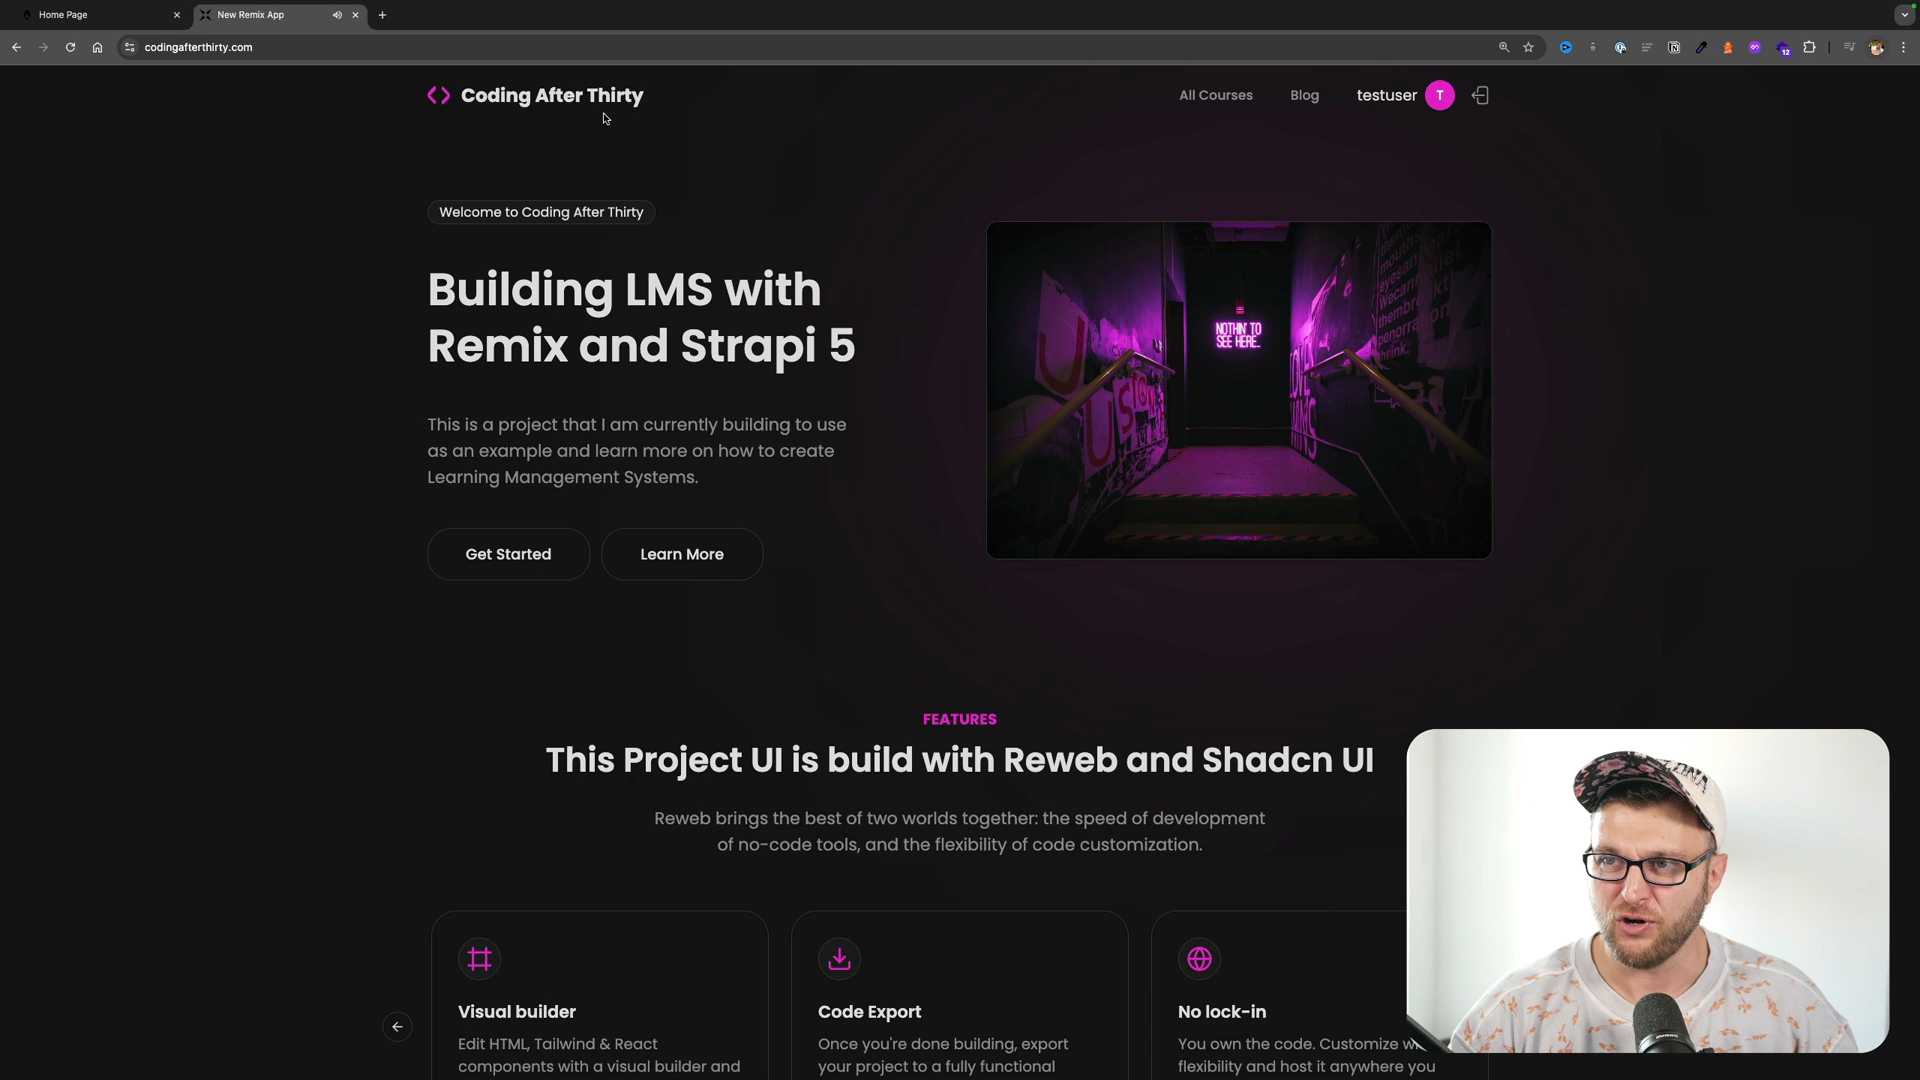 Home Page
New Remix App
codingafterthirty.com
12
Coding After Thirty
All Courses
Blog
testuser
T
Welcome to Coding After Thirty
Building LMS with
Remix and Strapi 5
This is a project that I am currently building to use
as an example and learn more on how to create
Learning Management Systems.
Get Started
Learn More
NOTHIN' TO
SEE HERE...
FEATURES
This Project UI is build with Reweb and Shadcn UI
Reweb brings the best of two worlds together: the speed of development
of no-code tools, and the flexibility of code customization.
Visual builder
Edit HTML, Tailwind & React
components with a visual builder and
Code Export
Once you're done building, export
your project to a fully functional
No lock-in
You own the code. Customize
flexibility and host it anywhere you